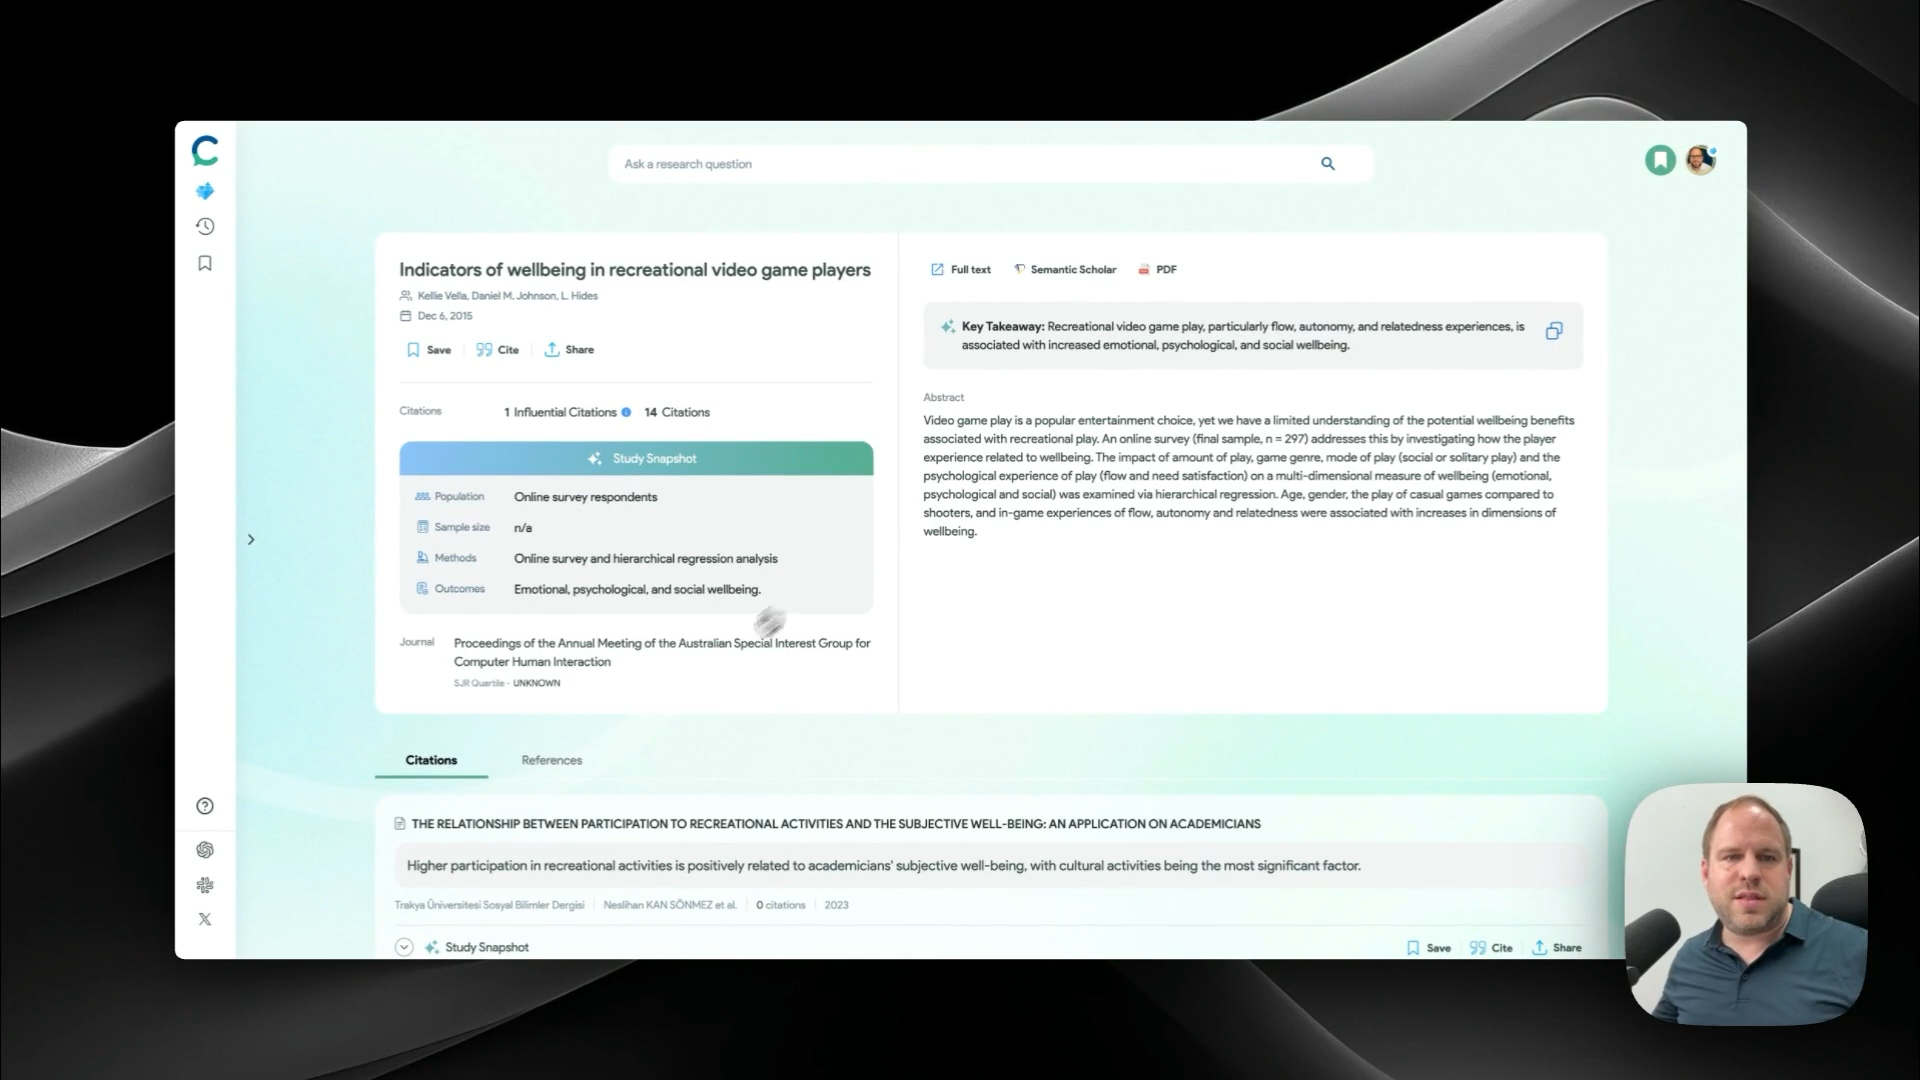 Ask a research question
Indicators of wellbeing in recreational video game players
Kellie Vella, Daniel M. Johnson, L. Hides
Dec 6, 2015
Save
Cite
Share
Citations
1 Influential Citations
14 Citations
Study Snapshot
Population
Online survey respondents
Sample size
n/a
Methods
Online survey and hierarchical regression analysis
Outcomes
Emotional, psychological, and social wellbeing.
Journal
Proceedings of the Annual Meeting of the Australian Special Interest Group for
Computer Human Interaction
SJR Quartile - UNKNOWN
Full text
Semantic Scholar
PDF
Key Takeaway: Recreational video game play, particularly flow, autonomy, and relatedness experiences, is
associated with increased emotional, psychological, and social wellbeing.
Abstract
Video game play is a popular entertainment choice, yet we have a limited understanding of the potential wellbeing benefits
associated with recreational play. An online survey (final sample, n = 297) addresses this by investigating how the player
experience related to wellbeing. The impact of amount of play, game genre, mode of play (social or solitary play) and the
psychological experience of play (flow and need satisfaction) on a multi-dimensional measure of wellbeing (emotional,
psychological and social) was examined via hierarchical regression. Age, gender, the play of casual games compared to
shooters, and in-game experiences of flow, autonomy and relatedness were associated with increases in dimensions of
wellbeing.
Citations
References
THE RELATIONSHIP BETWEEN PARTICIPATION TO RECREATIONAL ACTIVITIES AND THE SUBJECTIVE WELL-BEING: AN APPLICATION ON ACADEMICIANS
Higher participation in recreational activities is positively related to academicians' subjective well-being, with cultural activities being the most significant factor.
Trakya Üniversitesi Sosyal Bilimler Dergisi
Neslihan KAN SÖNMEZ et al.
0 citations
2023
Study Snapshot
Save
Cite
Share